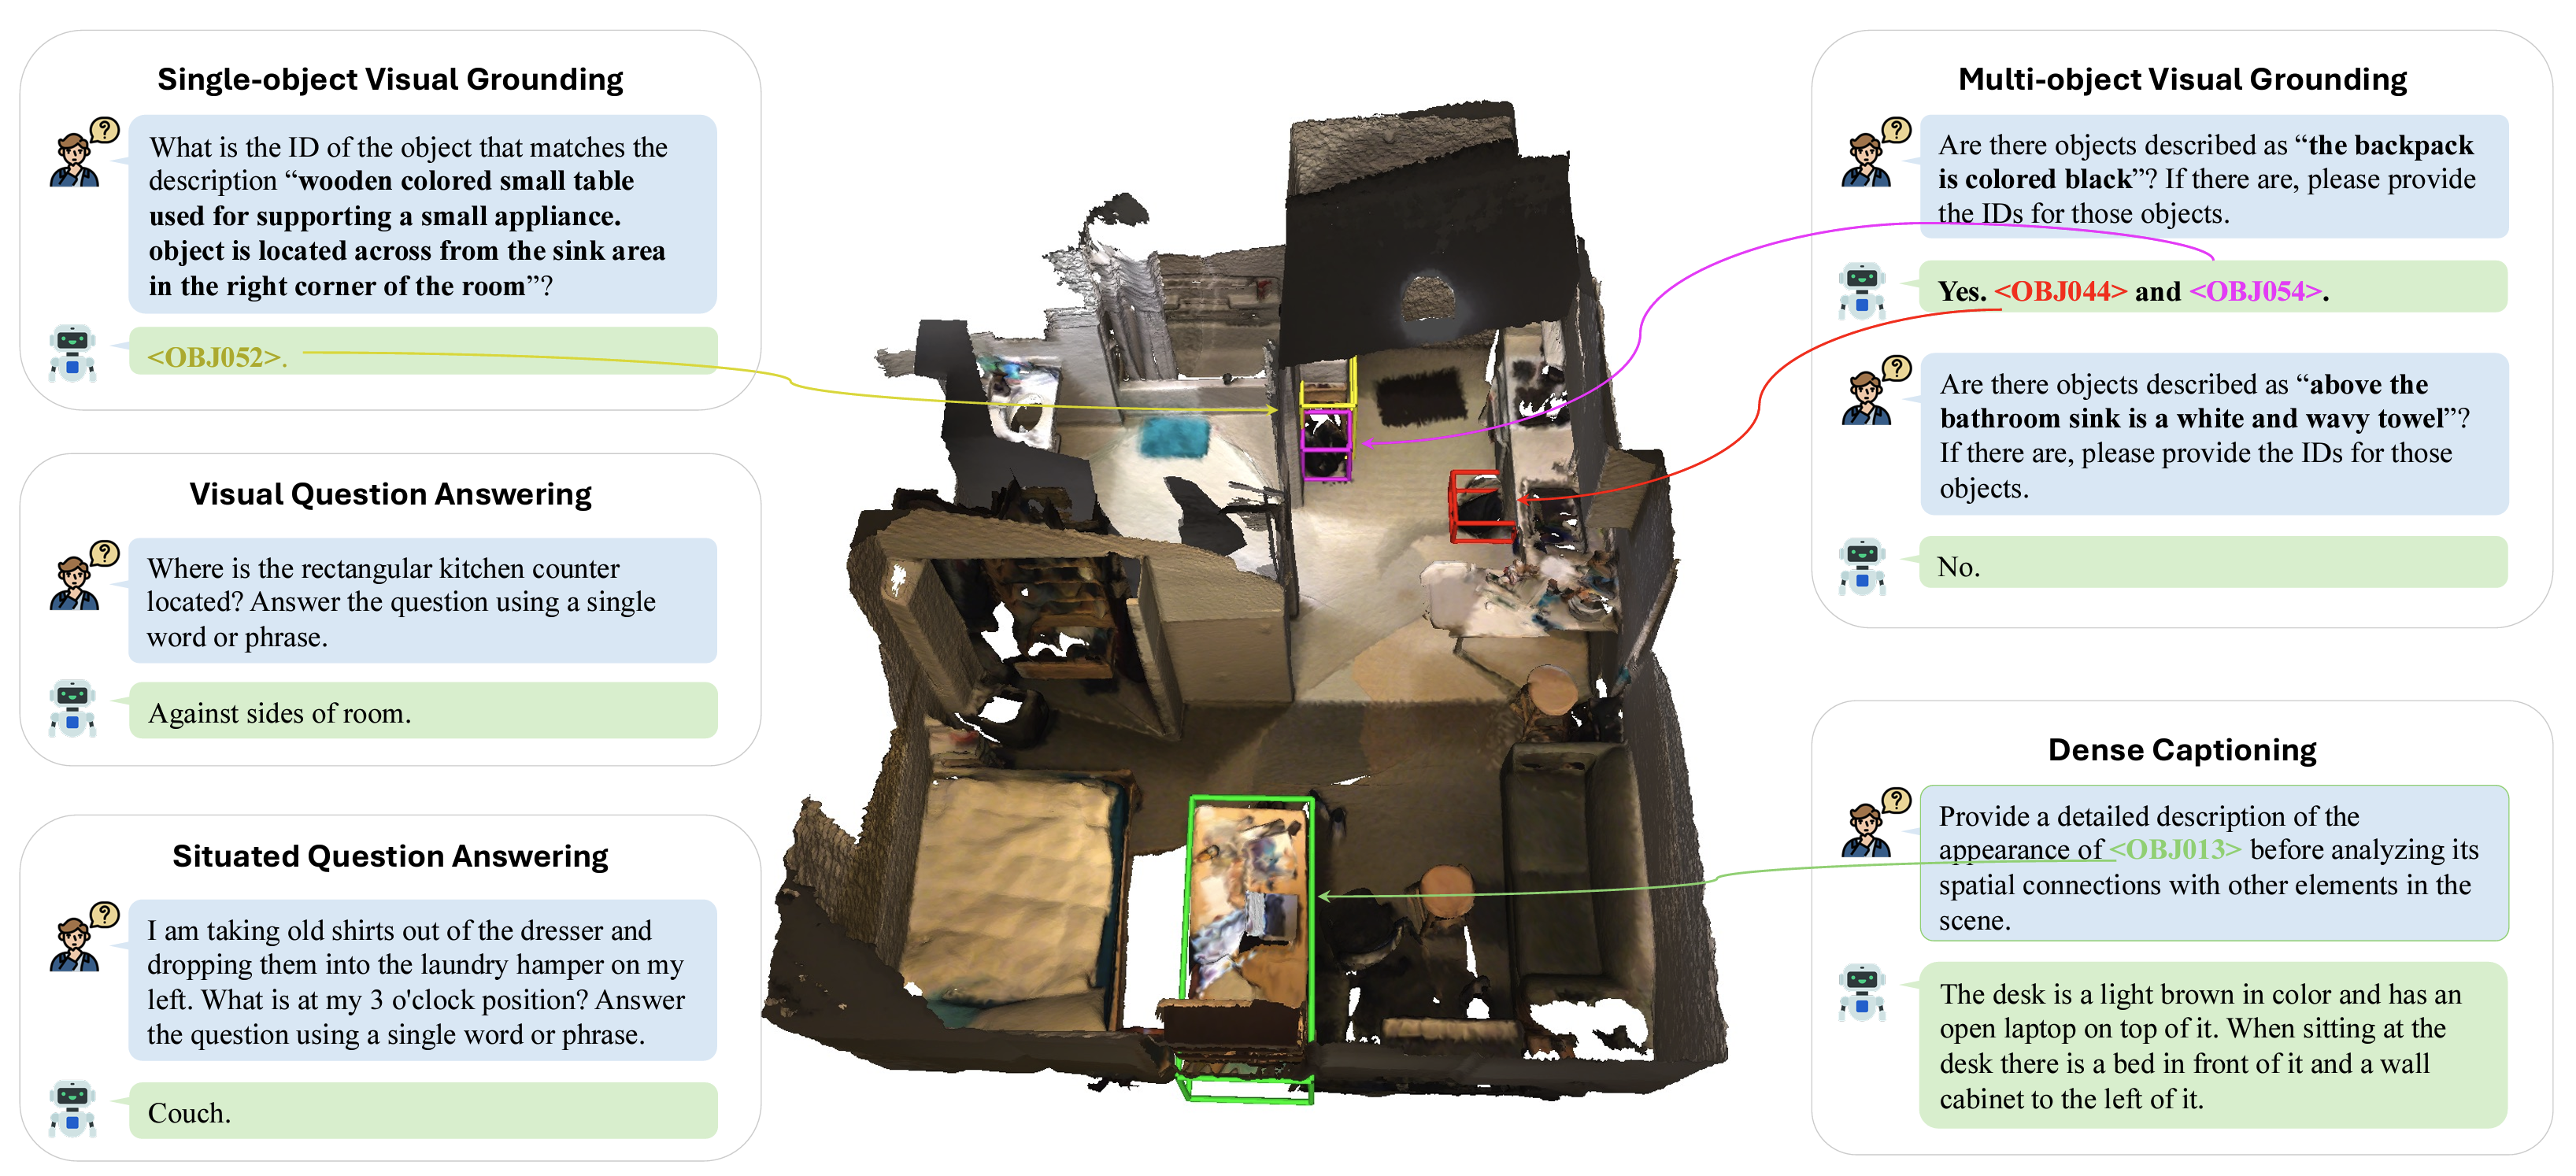 Single-object Visual Grounding
What is the ID of the object that matches the
description “wooden colored small table
used for supporting a small appliance.
object is located across from the sink area
in the right corner of the room”?
<OBJ052>.
Visual Question Answering
Where is the rectangular kitchen counter
located? Answer the question using a single
word or phrase.
Against sides of room.
Situated Question Answering
I am taking old shirts out of the dresser and
dropping them into the laundry hamper on my
left. What is at my 3 o'clock position? Answer
the question using a single word or phrase.
Couch.
Multi-object Visual Grounding
Are there objects described as “the backpack
is colored black”? If there are, please provide
the IDs for those objects.
Yes. <OBJ044> and <OBJ054>.
Are there objects described as “above the
bathroom sink is a white and wavy towel”?
If there are, please provide the IDs for those
objects.
No.
Dense Captioning
Provide a detailed description of the
appearance of <OBJ013> before analyzing its
spatial connections with other elements in the
scene.
The desk is a light brown in color and has an
open laptop on top of it. When sitting at the
desk there is a bed in front of it and a wall
cabinet to the left of it.